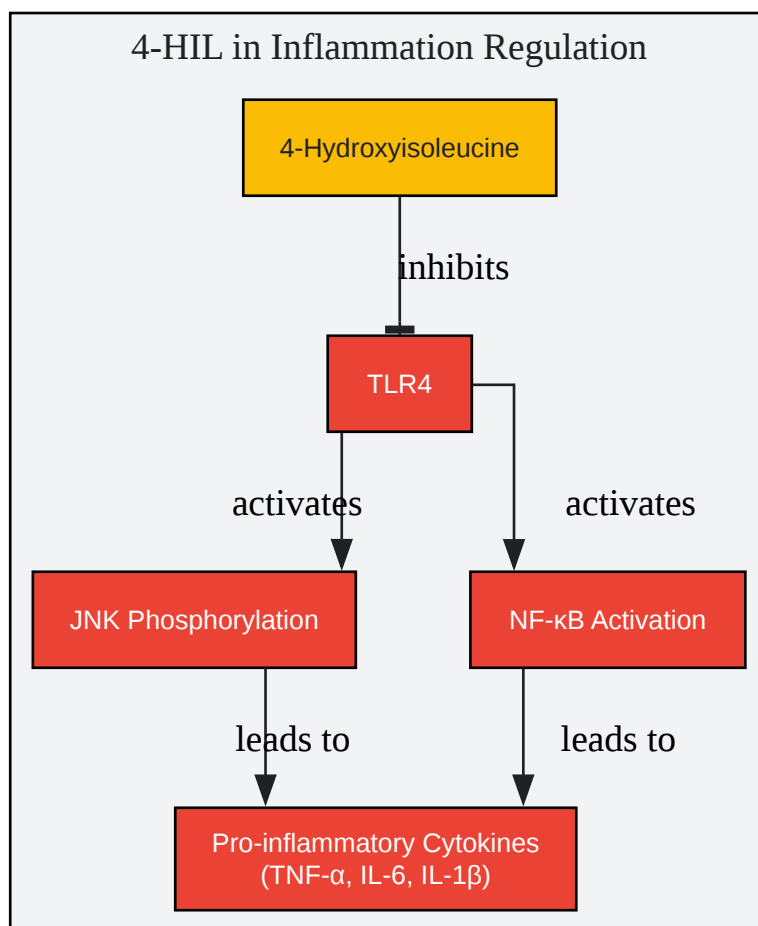 4-HIL in Inflammation Regulation
4-Hydroxyisoleucine
inhibits
TLR4
activates
activates
JNK Phosphorylation
NF-κB Activation
leads to
leads to
Pro-inflammatory Cytokines
(TNF-α, IL-6, IL-1β)